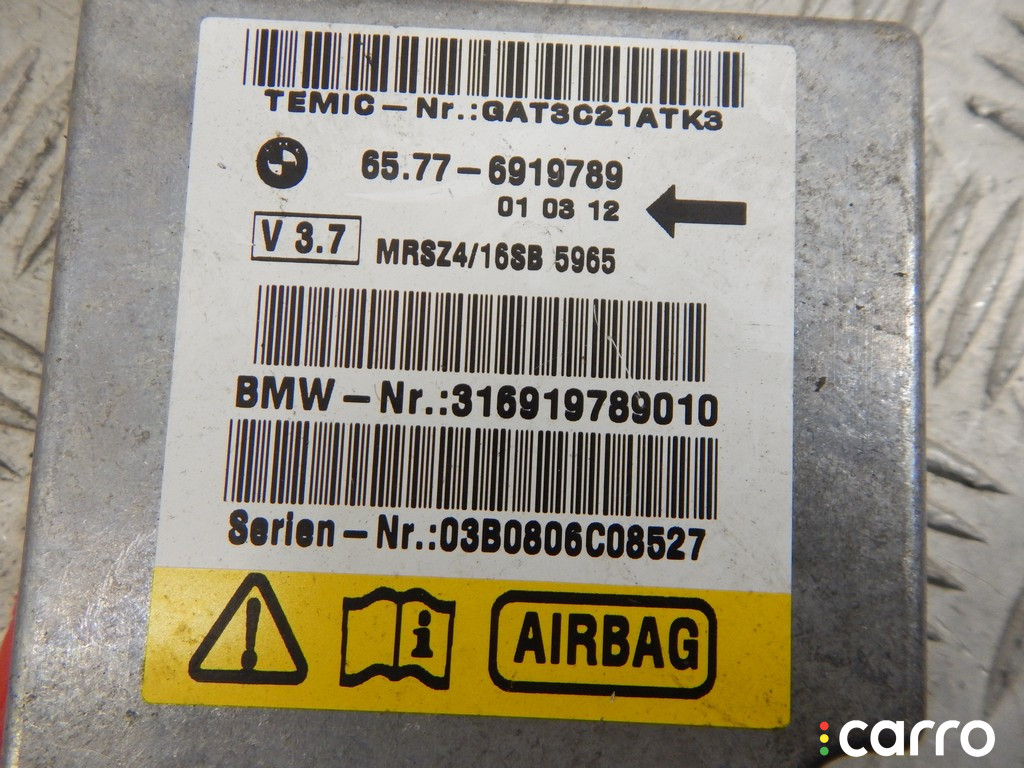 TEMIC-Nr.:GAT3C21ATK3
65.77-6919789
01 03 12
V 3.7
MRSZ4/16SB 5965
BMW-Nr.:316919789010
Serien-Nr.:03B0806C08527
i
AIRBAG
carro